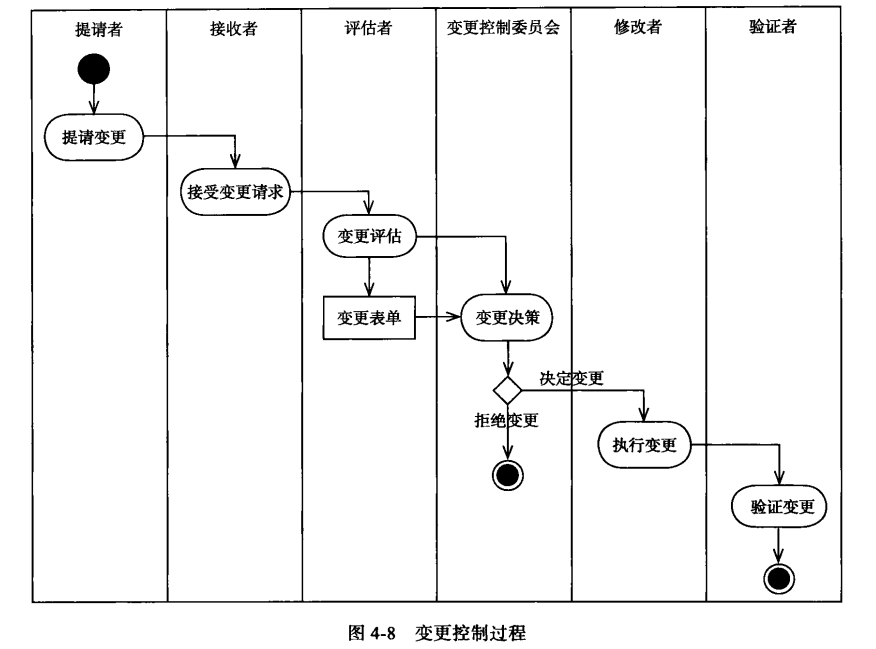 提请者 接收者 评估者 变更控制委员会 修改者 验证者
提请变更
接受变更请求
变更评估
变更表单 变更决策
决定变更
拒绝变更
执行变更
验证变更
图 4-8 变更控制过程